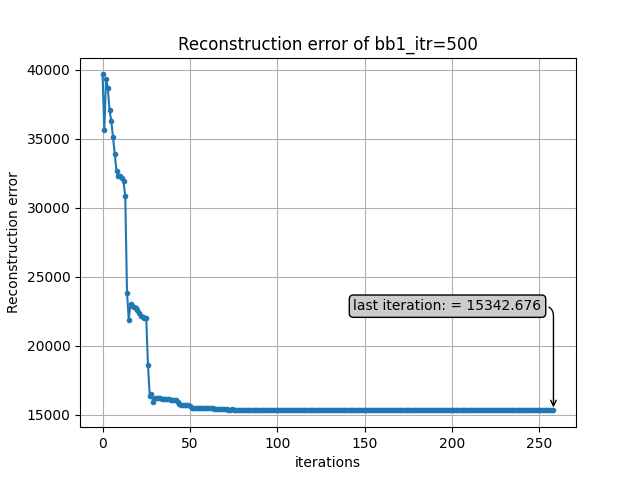 Reconstruction error of bb1_itr=500
40000
35000
30000
25000
20000
15000
Reconstruction error
last iteration: = 15342.676
0 50 100 150 200 250
iterations